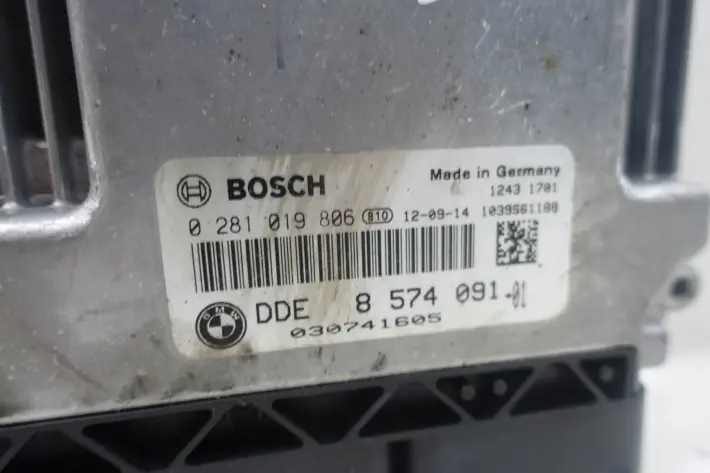 BOSCH
Made in Germany
1243 1701
0 281 019 806 810 12-09-14 1039S61188
BMW
DDE 8 574 091-01
030741605